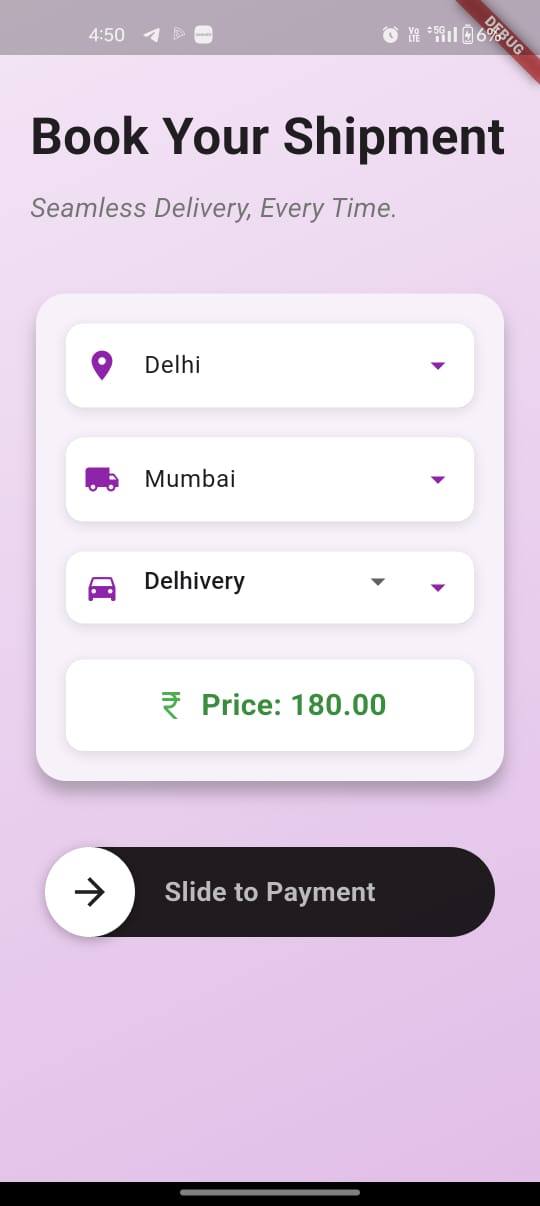 4:50
Vo
LTE
5G
6%
DEBUG
Book Your Shipment
Seamless Delivery, Every Time.
Delhi
Mumbai
Delhivery
₹ Price: 180.00
Slide to Payment